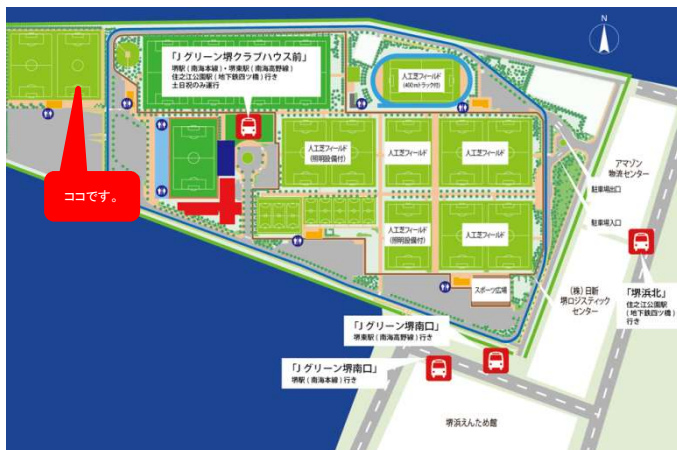 N
「Jグリーン堺クラブハウス前」
堺駅(南海本線)・堺東駅(南海高野線)
住之江公園駅(地下鉄四ツ橋)行き
土日祝のみ運行
人工芝フィールド
(400mトラック付)
ココです。
人工芝フィールド
(照明設備付)
人工芝フィールド
人工芝フィールド
アマゾン
物流センター
駐車場出口
駐車場入口
人工芝フィールド
(照明設備付)
人工芝フィールド
スポーツ広場
(株)日新
堺ロジスティック
センター
「堺浜北」
住之江公園駅
(地下鉄四ツ橋)
行き
「Jグリーン堺南口」
堺東駅(南海高野線)行き
「Jグリーン堺南口」
堺駅(南海本線)行き
堺浜えんため館